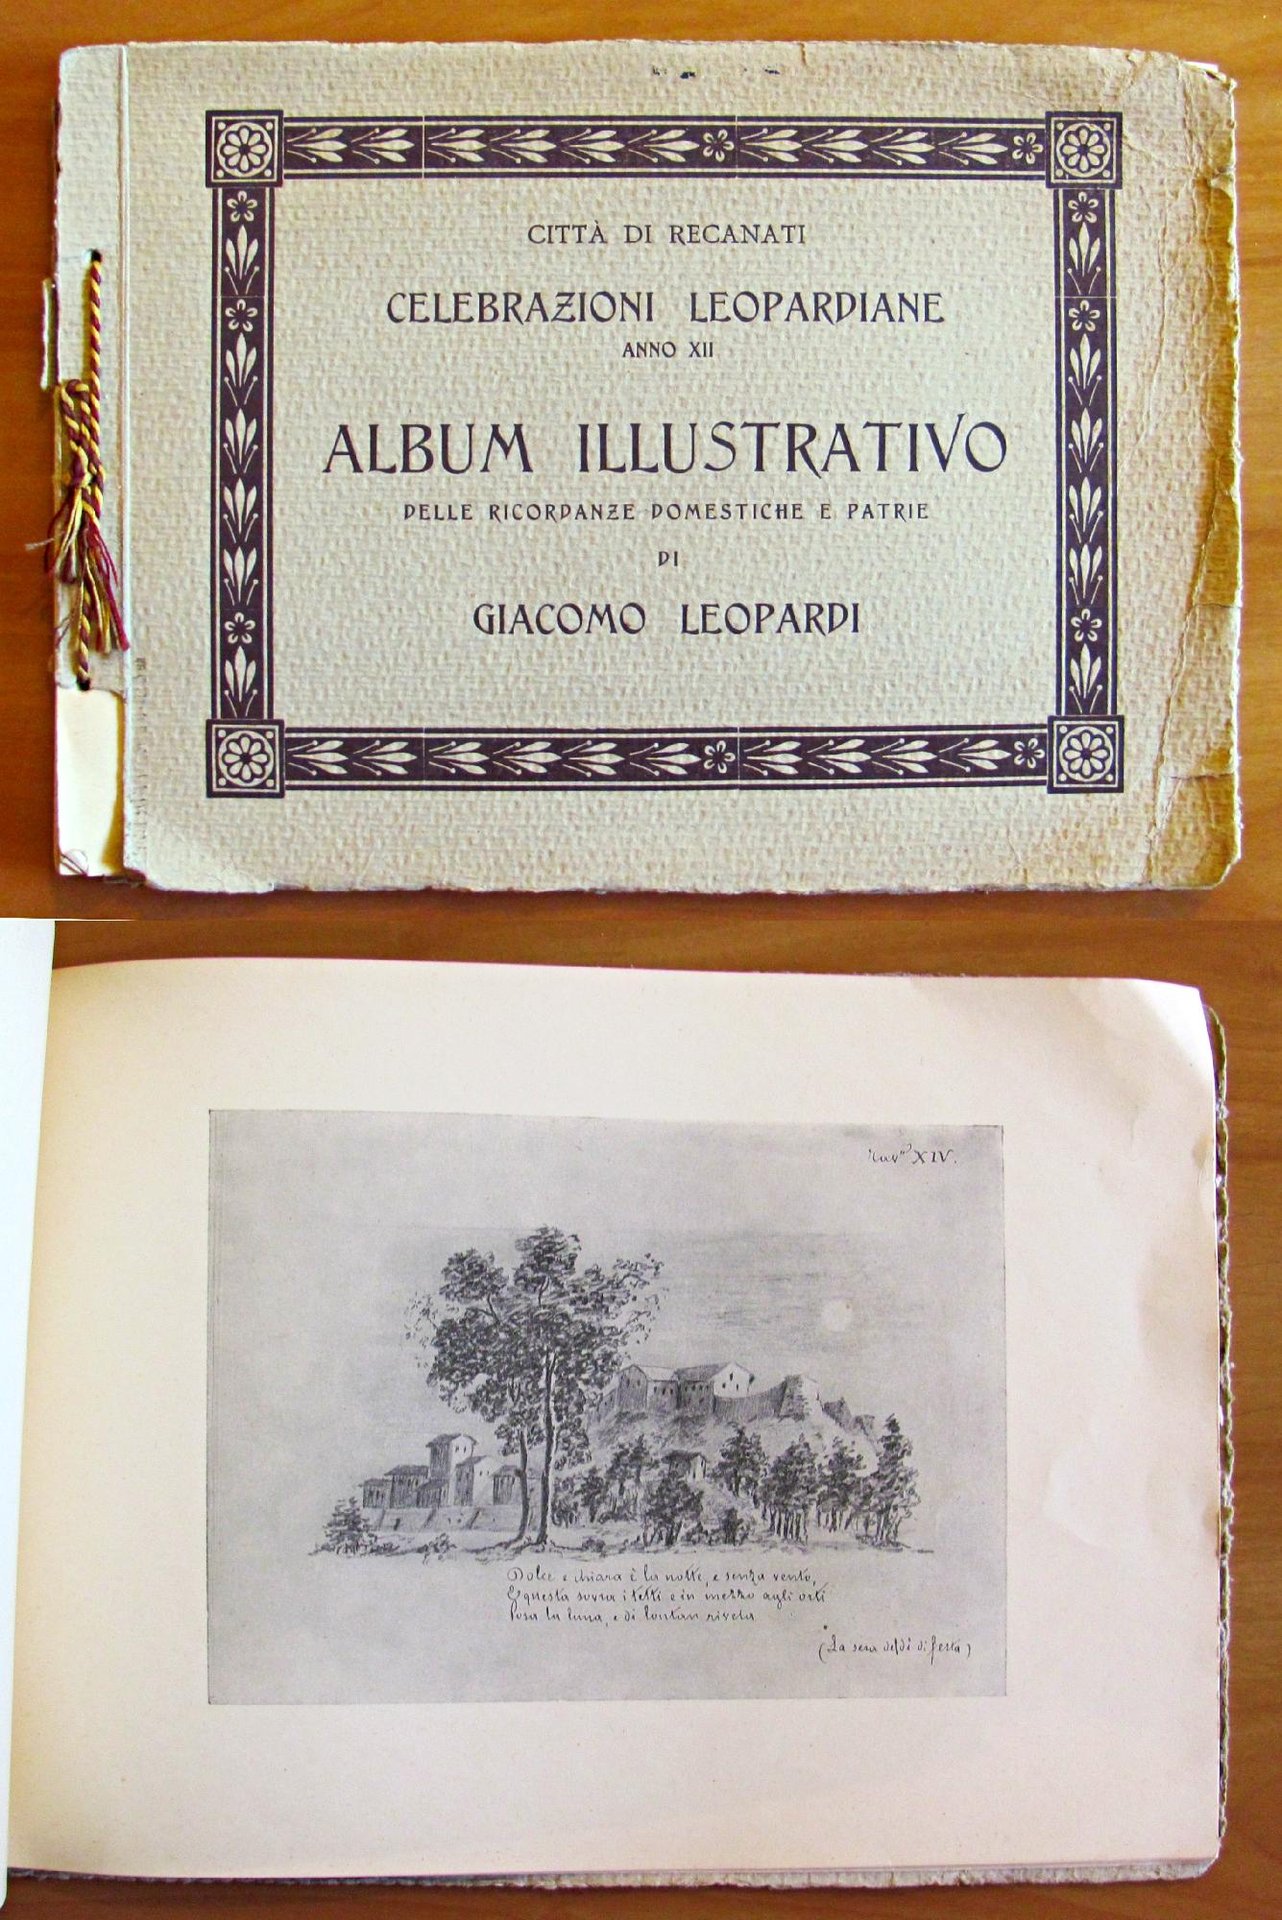 CITTÀ DI RECANATI
CELEBRAZIONI LEOPARDIANE
ANNO XII
ALBUM ILLUSTRATIVO
DELLE RICORDANZE DOMESTICHE E PATRIE
DI
GIACOMO LEOPARDI
XIV.
Dolce e chiara è la notte, e senza vento,
E questa sovra i tetti e in mezzo agli orti
Posa la luna, e di lontan rivela
(La sera del dì di festa)